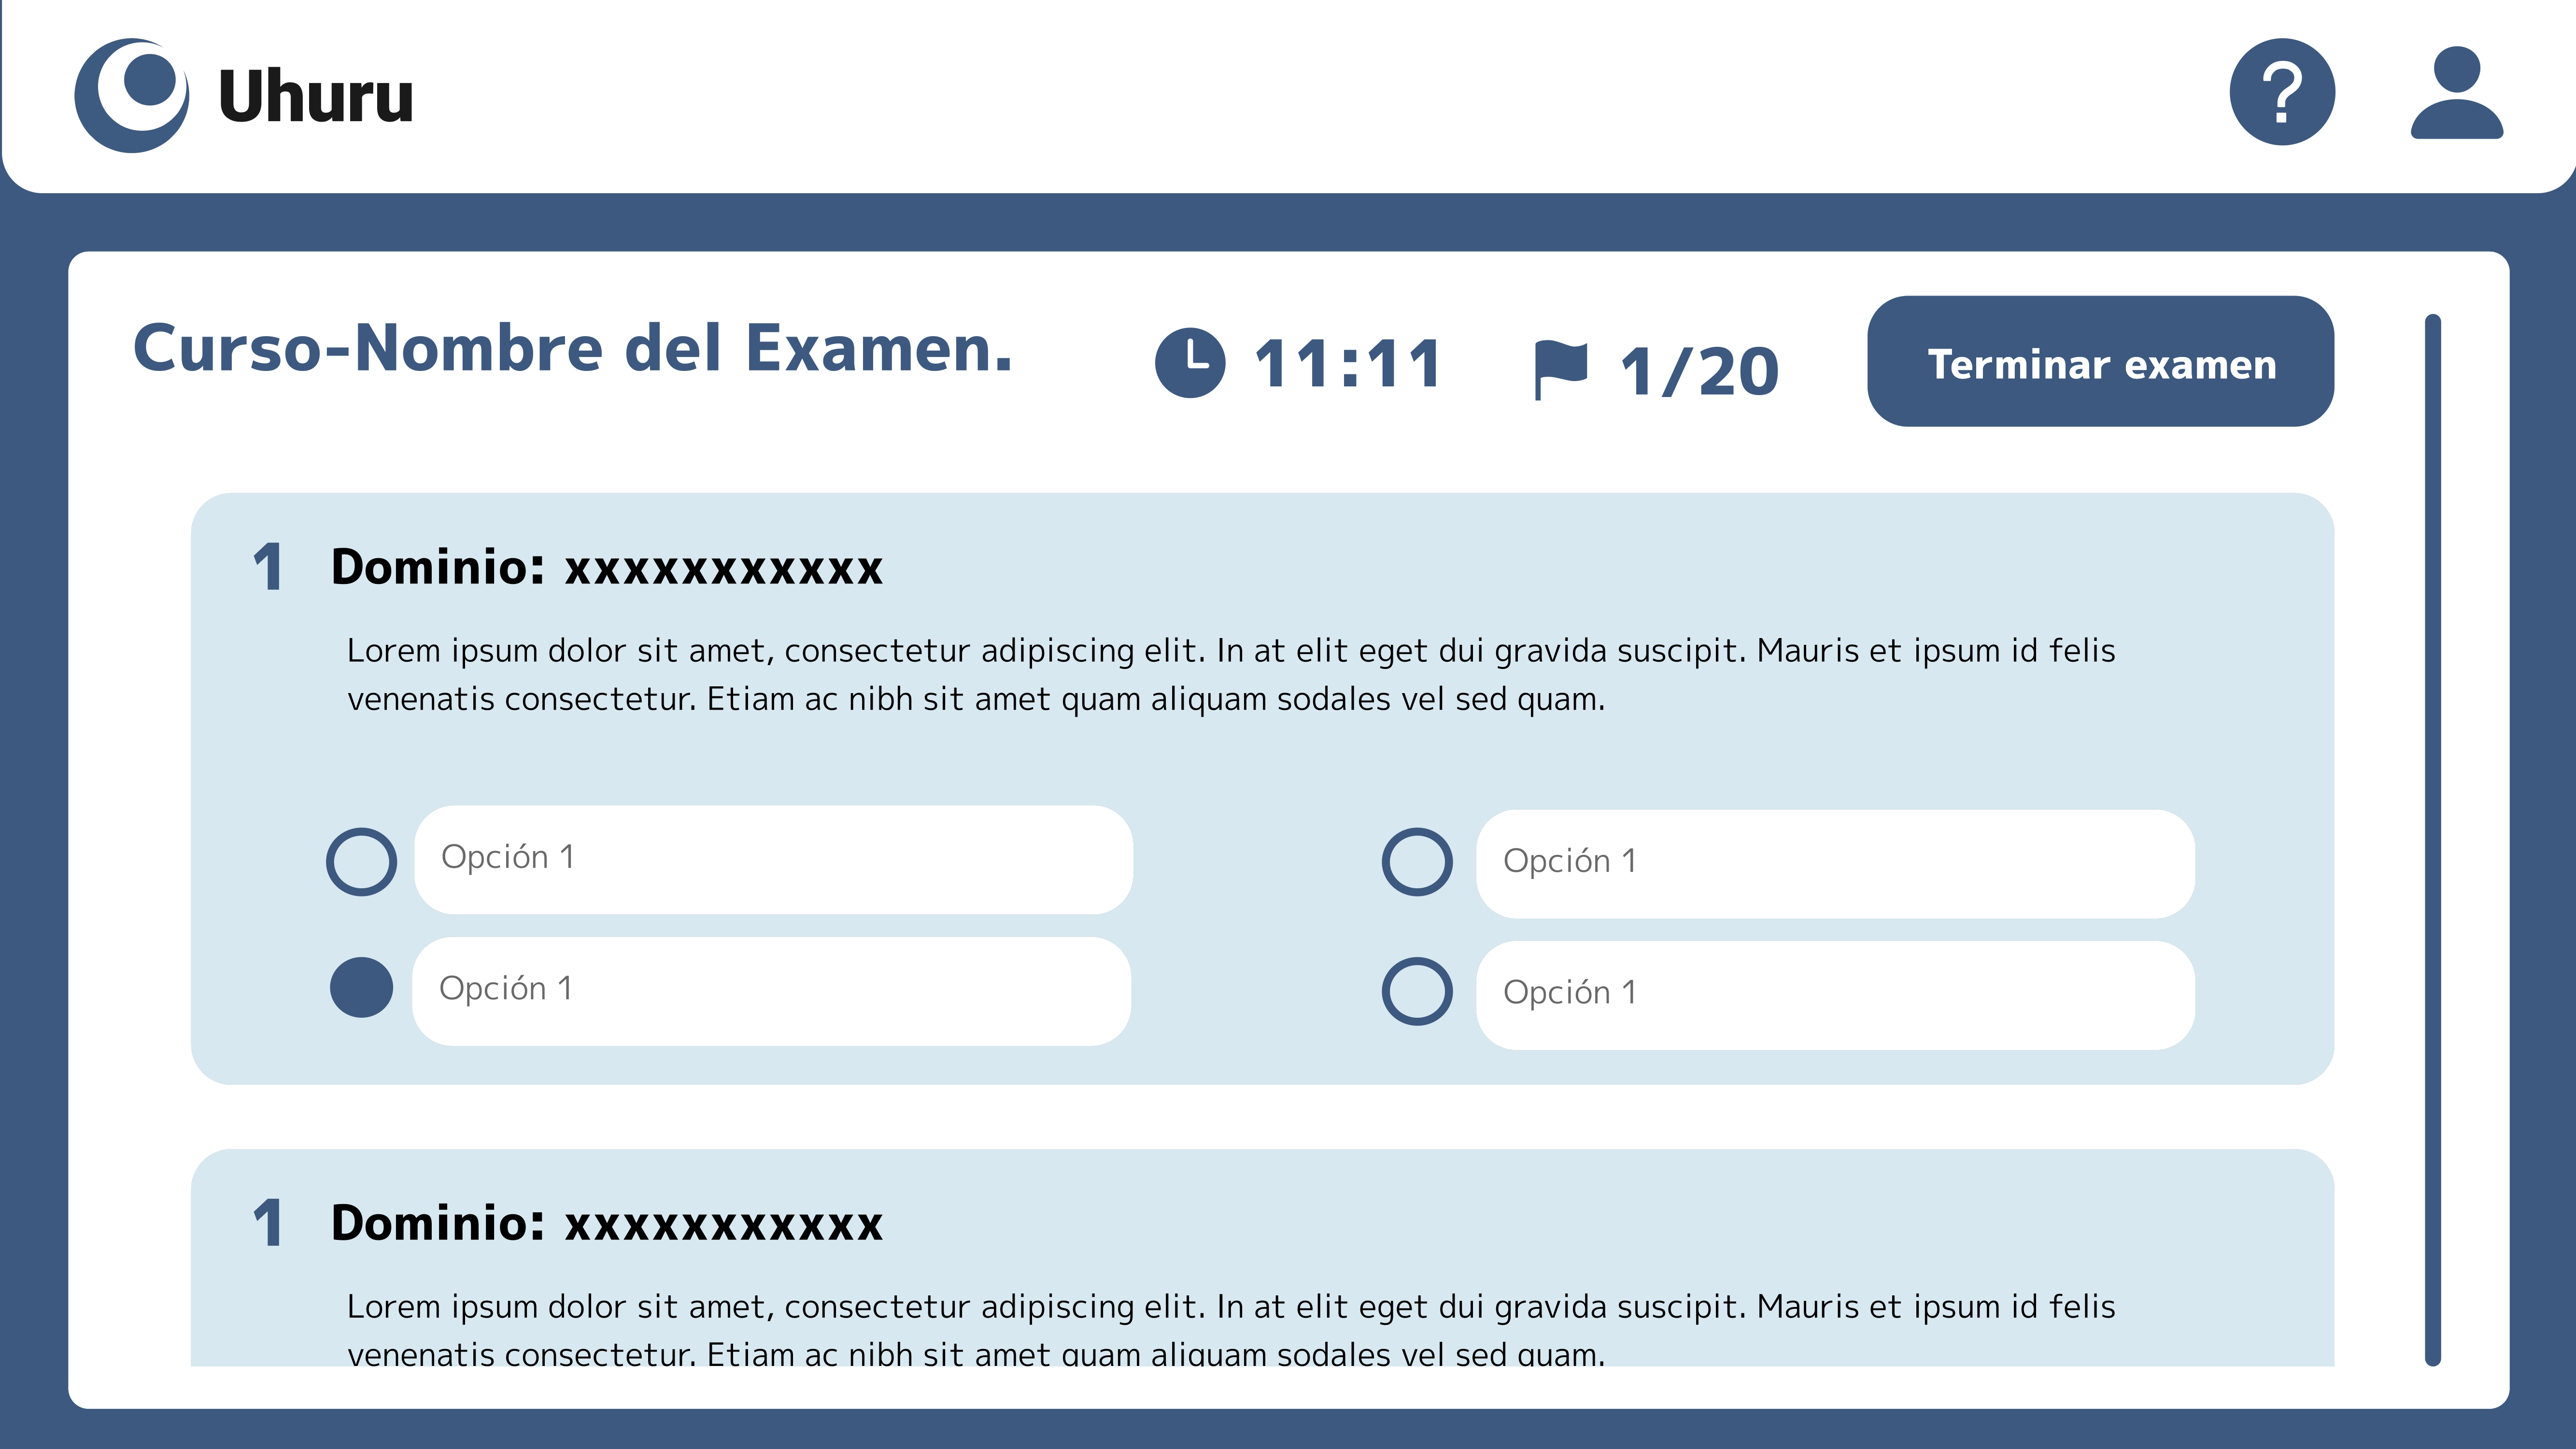 Uhuru
?
Curso-Nombre del Examen.
11:11
1/20
Terminar examen
1 Dominio: xxxxxxxxxxx
Lorem ipsum dolor sit amet, consectetur adipiscing elit. In at elit eget dui gravida suscipit. Mauris et ipsum id felis
venenatis consectetur. Etiam ac nibh sit amet quam aliquam sodales vel sed quam.
Opción 1
Opción 1
Opción 1
Opción 1
1 Dominio: xxxxxxxxxxx
Lorem ipsum dolor sit amet, consectetur adipiscing elit. In at elit eget dui gravida suscipit. Mauris et ipsum id felis
venenatis consectetur. Etiam ac nibh sit amet quam aliquam sodales vel sed quam.